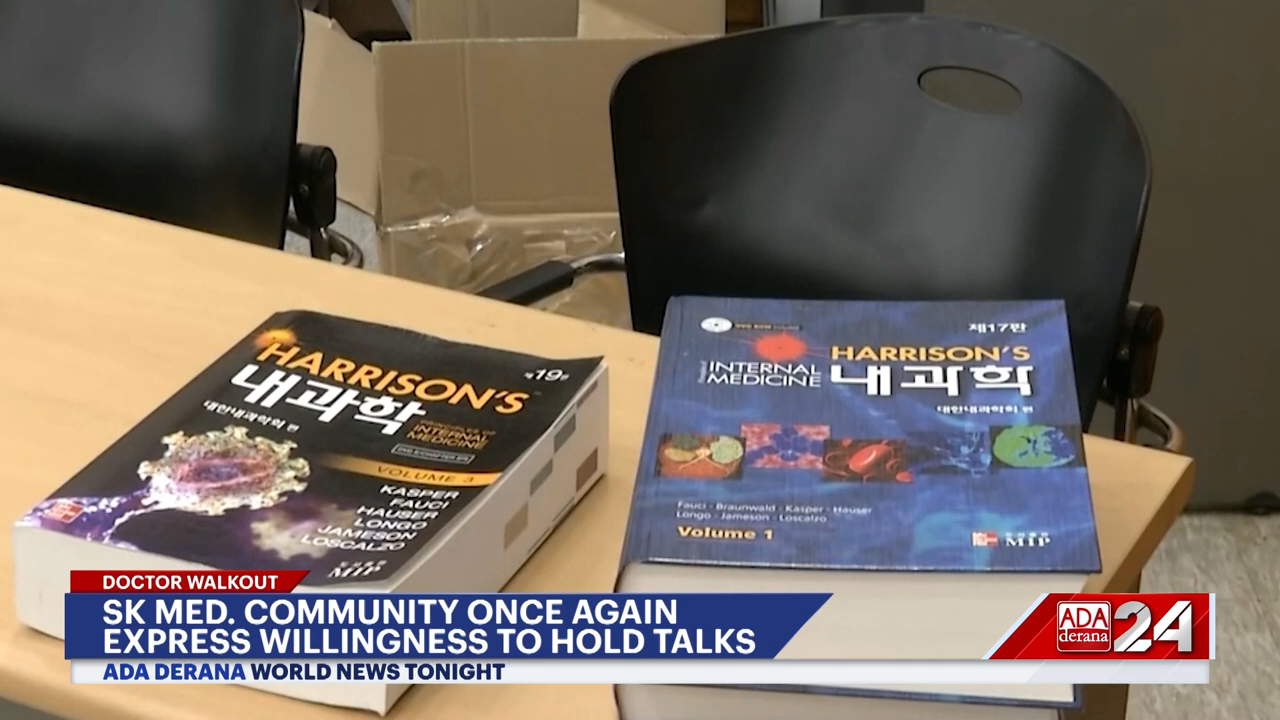 HARRISON'S
내과학
제19판
대한내과학회 편
PRINCIPLES OF
INTERNAL
MEDICINE
VOLUME 3
KASPER
FAUCI
HAUSER
LONGO
JAMESON
LOSCALZO
MIP
제17판
HARRISON'S
INTERNAL
MEDICINE
내과학
대한내과학회 편
Fauci · Braunwald · Kasper · Hauser
Longo · Jameson · Loscalzo
Volume 1
MIP
DOCTOR WALKOUT
SK MED. COMMUNITY ONCE AGAIN
EXPRESS WILLINGNESS TO HOLD TALKS
ADA DERANA WORLD NEWS TONIGHT
ADA
derana
24